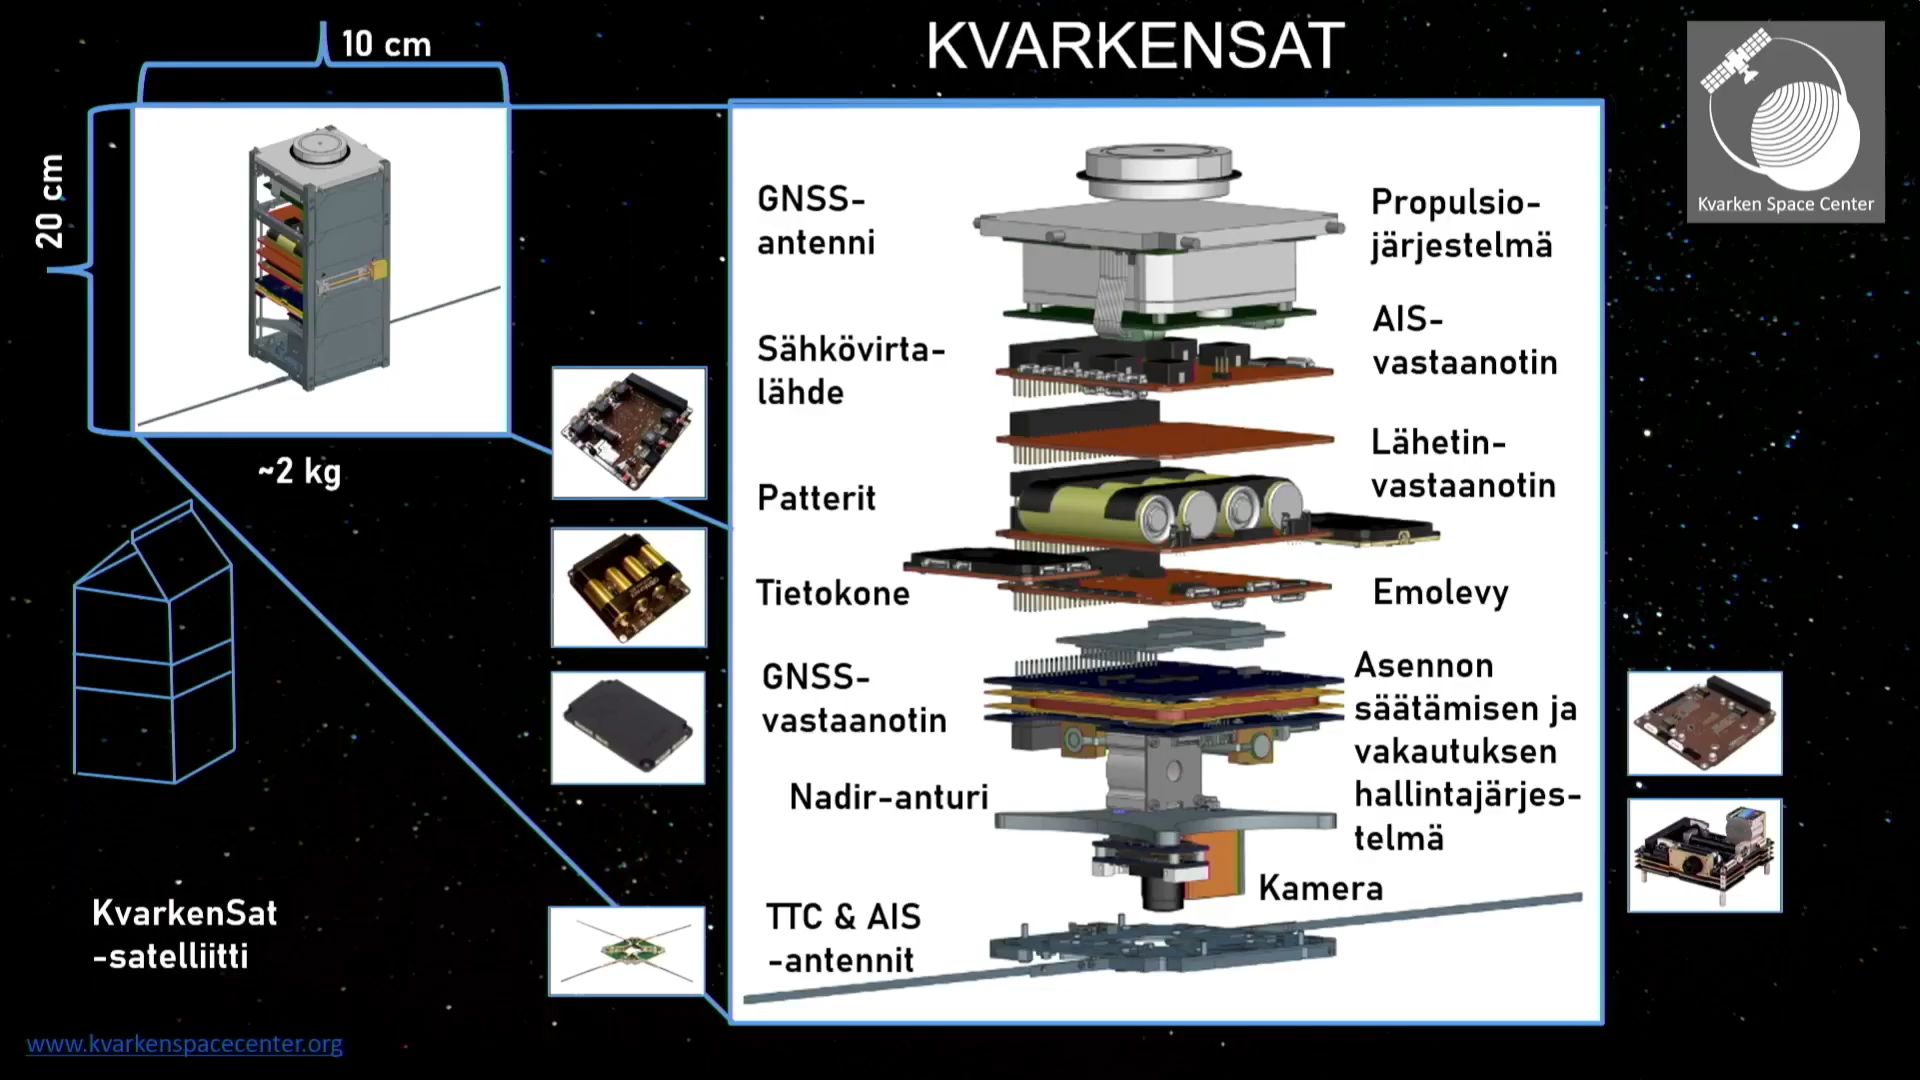 KVARKENSAT
10 cm
20 cm
~2 kg
Kvarken Space Center
GNSS-
antenni
Sähkövirta-
lähde
Patterit
Tietokone
GNSS-
vastaanotin
Nadir-anturi
TTC & AIS
-antennit
Propulsio-
järjestelmä
AIS-
vastaanotin
Lähetin-
vastaanotin
Emolevy
Asennon
säätämisen ja
vakautuksen
hallintajärjes-
telmä
Kamera
KvarkenSat
-satelliitti
www.kvarkenspacecenter.org